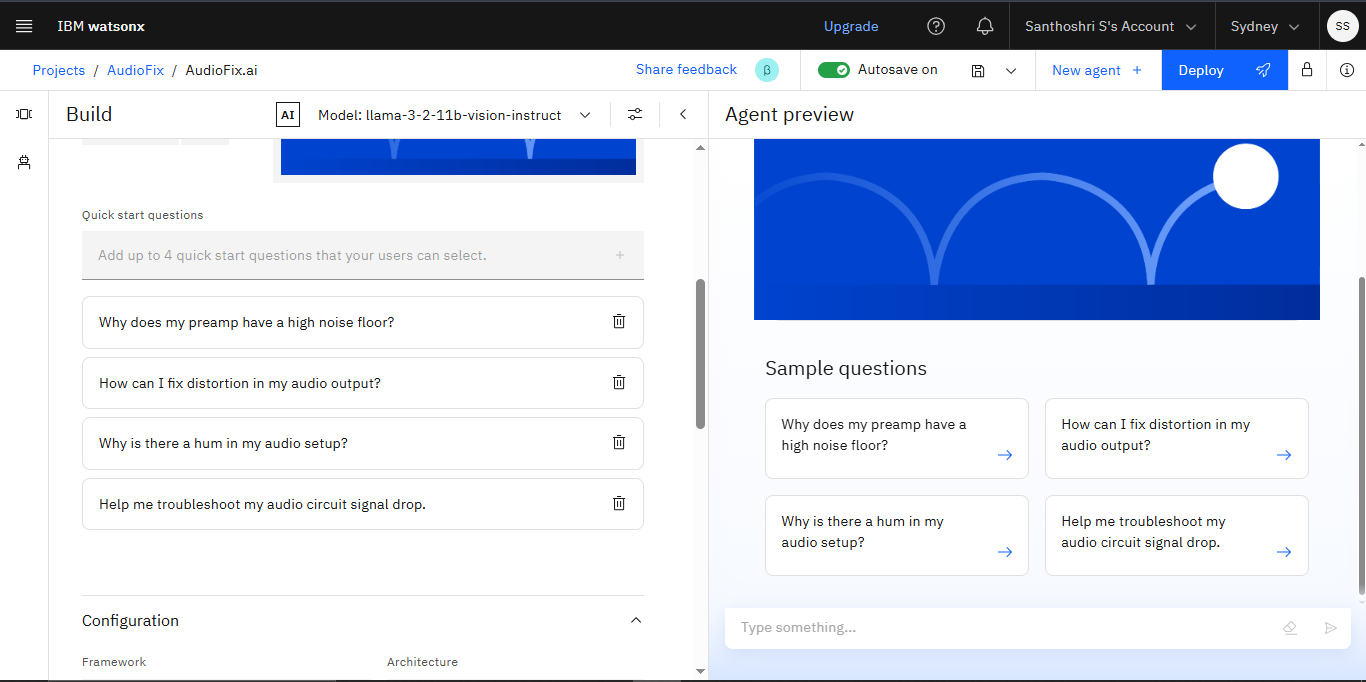 IBM watsonx
Upgrade
Santhoshri S's Account
Sydney
SS
Projects / AudioFix / AudioFix.ai
Share feedback
β
Autosave on
New agent +
Deploy
Build
AI
Model: llama-3-2-11b-vision-instruct
Agent preview
Quick start questions
Add up to 4 quick start questions that your users can select.
Why does my preamp have a high noise floor?
How can I fix distortion in my audio output?
Why is there a hum in my audio setup?
Help me troubleshoot my audio circuit signal drop.
Configuration
Framework
Architecture
Sample questions
Why does my preamp have a
high noise floor?
How can I fix distortion in my
audio output?
Why is there a hum in my
audio setup?
Help me troubleshoot my
audio circuit signal drop.
Type something...